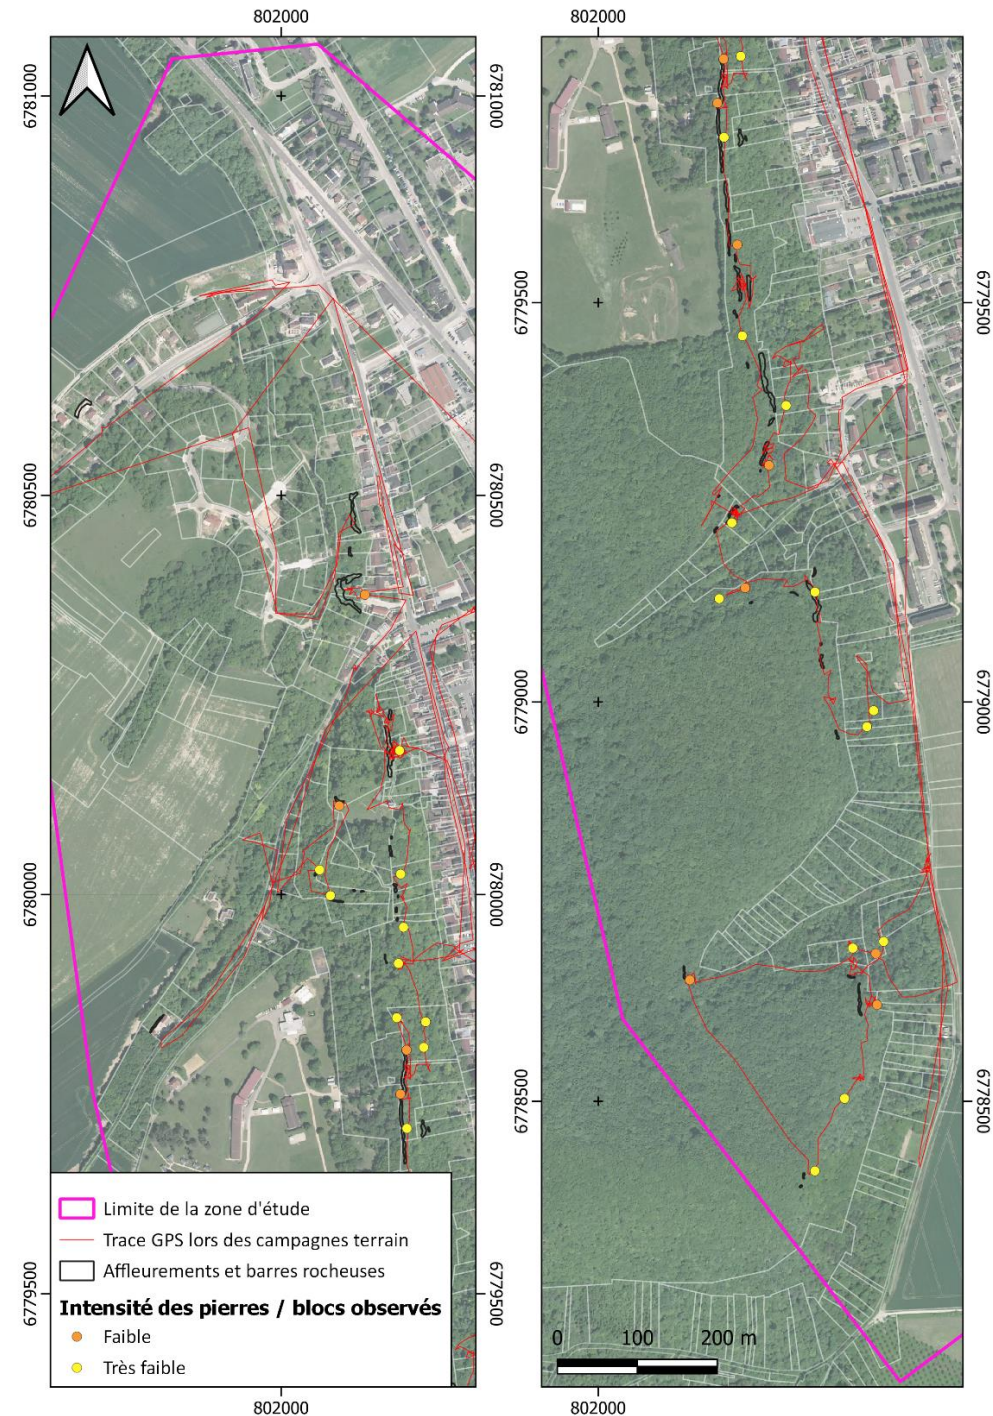 802000
802000
6781000
6781000
6780500
6780500
6780000
6780000
6779500
6779500
6779500
6779500
6779000
6779000
6778500
6778500
Limite de la zone d'étude
Trace GPS lors des campagnes terrain
Affleurements et barres rocheuses
Intensité des pierres / blocs observés
Faible
Très faible
0 100 200 m
802000
802000